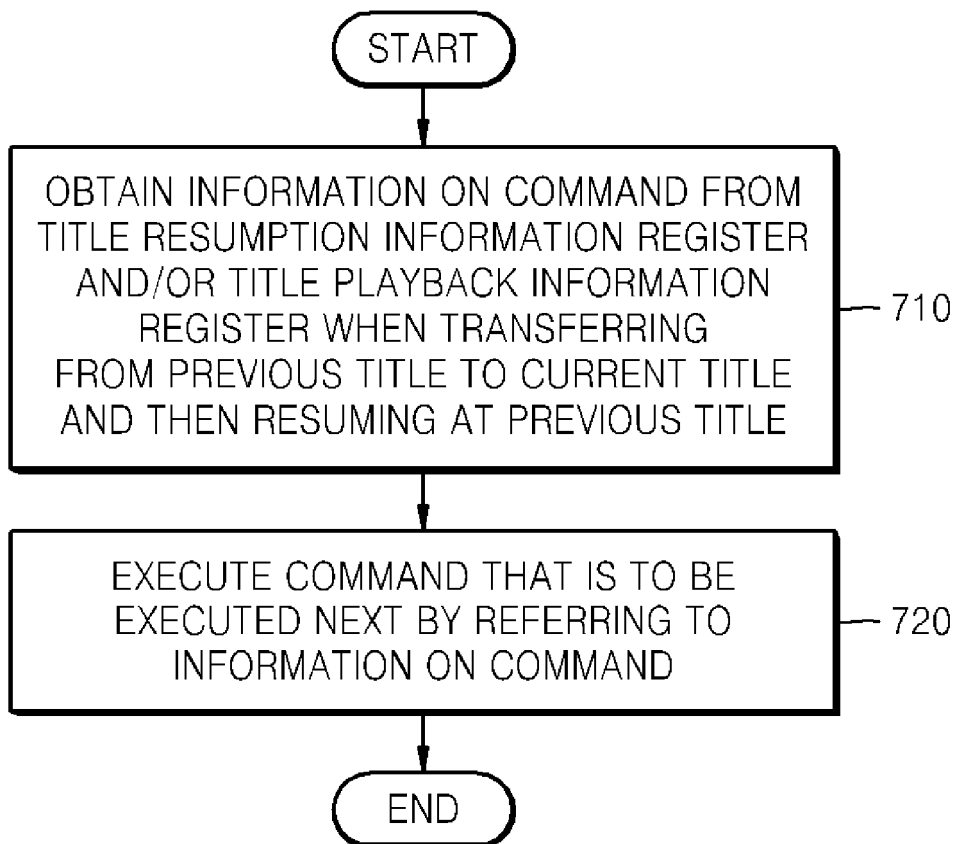 START
OBTAIN INFORMATION ON COMMAND FROM
TITLE RESUMPTION INFORMATION REGISTER
AND/OR TITLE PLAYBACK INFORMATION
REGISTER WHEN TRANSFERRING
FROM PREVIOUS TITLE TO CURRENT TITLE
AND THEN RESUMING AT PREVIOUS TITLE
710
EXECUTE COMMAND THAT IS TO BE
EXECUTED NEXT BY REFERRING TO
INFORMATION ON COMMAND
720
END